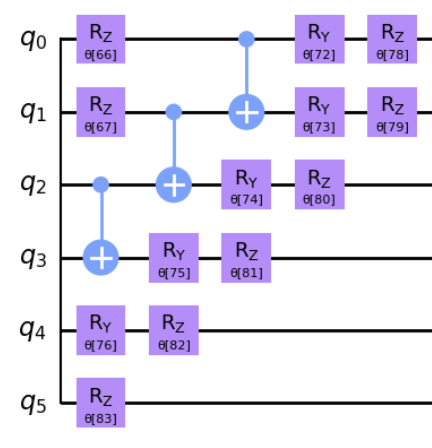 q0 RZ θ[66] RY θ[72] RZ θ[78]
q1 RZ θ[67] RY θ[73] RZ θ[79]
q2 RY θ[74] RZ θ[80]
q3 RY θ[75] RZ θ[81]
q4 RY θ[76] RZ θ[82]
q5 RZ θ[83]